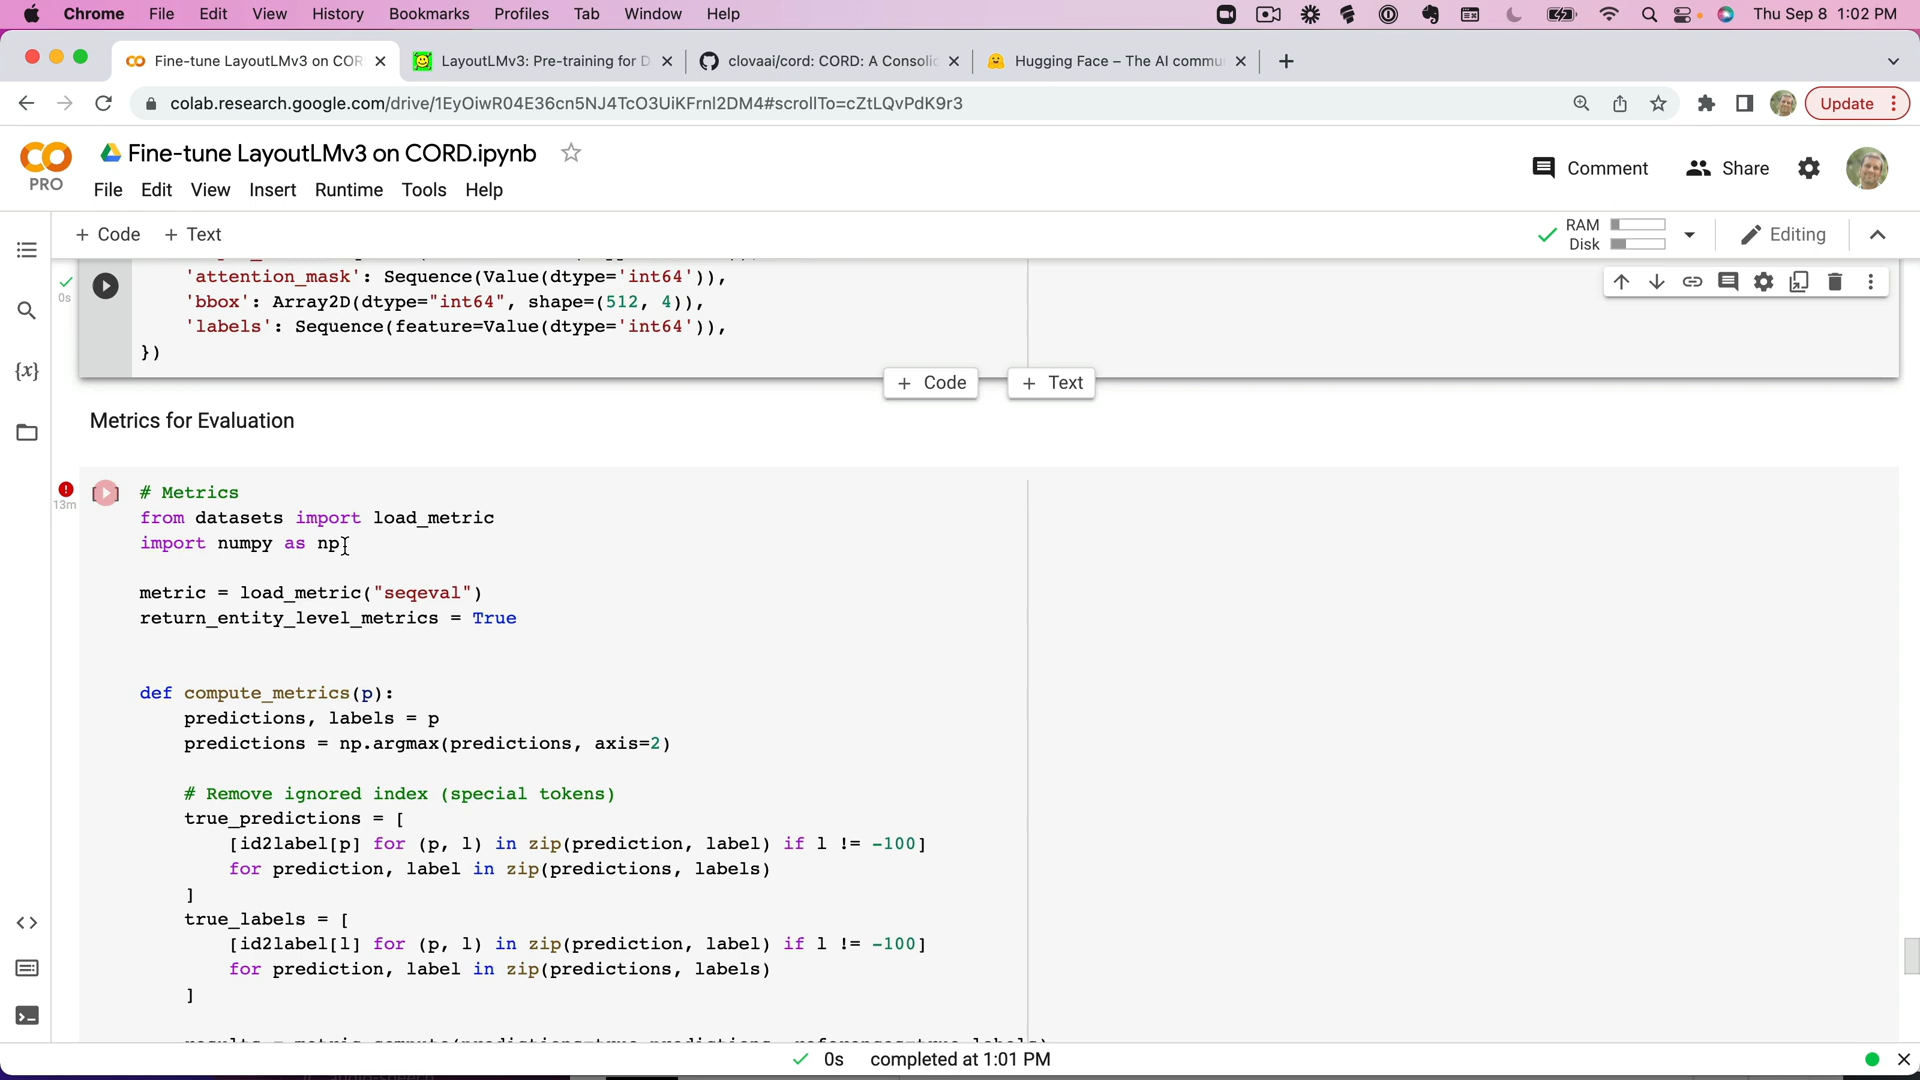 Chrome File Edit View History Bookmarks Profiles Tab Window Help Thu Sep 8 1:02 PM
Fine-tune LayoutLMv3 on COR LayoutLMv3: Pre-training for D clovaai/cord: CORD: A Consolic Hugging Face – The AI commu
colab.research.google.com/drive/1EyOiwR04E36cn5NJ4TcO3UiKFrnl2DM4#scrollTo=cZtLQvPdK9r3 Update
Fine-tune LayoutLMv3 on CORD.ipynb
PRO
File Edit View Insert Runtime Tools Help
Comment Share
+ Code + Text
RAM
Disk
Editing
'attention_mask': Sequence(Value(dtype='int64')),
0s
'bbox': Array2D(dtype="int64", shape=(512, 4)),
'labels': Sequence(feature=Value(dtype='int64')),
})
+ Code + Text
{x}
Metrics for Evaluation
13m
# Metrics
from datasets import load_metric
import numpy as np
metric = load_metric("seqeval")
return_entity_level_metrics = True
def compute_metrics(p):
predictions, labels = p
predictions = np.argmax(predictions, axis=2)
# Remove ignored index (special tokens)
true_predictions = [
[id2label[p] for (p, l) in zip(prediction, label) if l != -100]
for prediction, label in zip(predictions, labels)
]
true_labels = [
[id2label[l] for (p, l) in zip(prediction, label) if l != -100]
for prediction, label in zip(predictions, labels)
]
0s completed at 1:01 PM